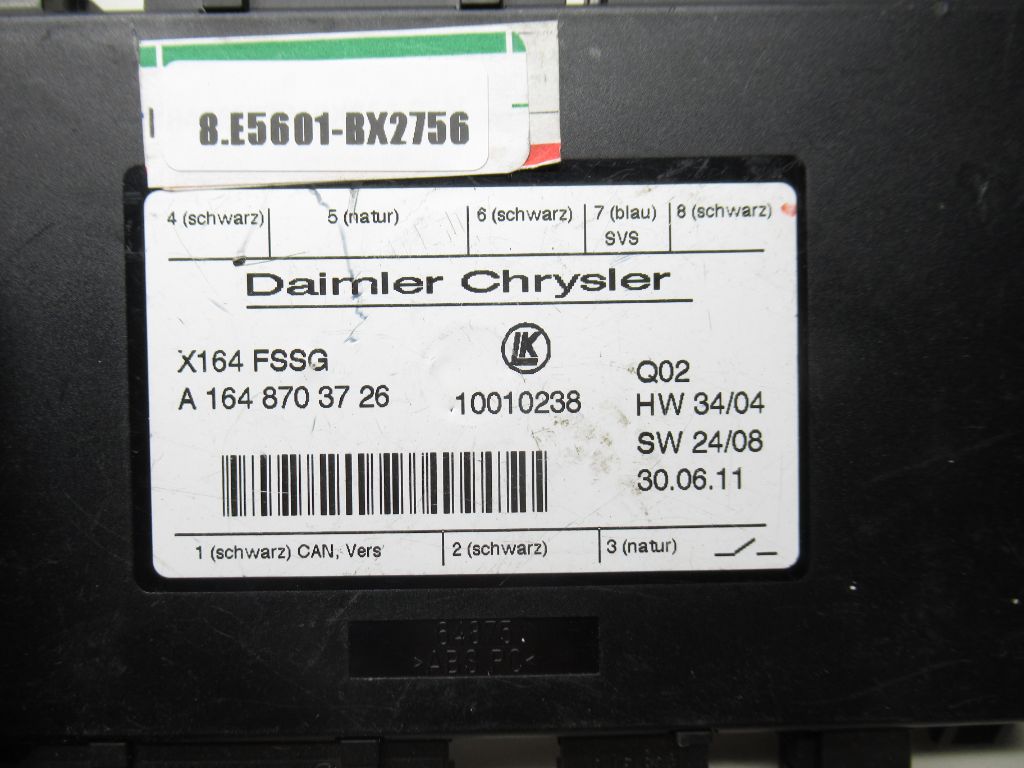 8.E5601-BX2756
4 (schwarz) 5 (natur) 6 (schwarz) 7 (blau) 8 (schwarz)
SVS
Daimler Chrysler
LK
X164 FSSG
A 164 870 37 26
10010238
Q02
HW 34/04
SW 24/08
30.06.11
1 (schwarz) CAN, Vers 2 (schwarz) 3 (natur)
>ABS PC<